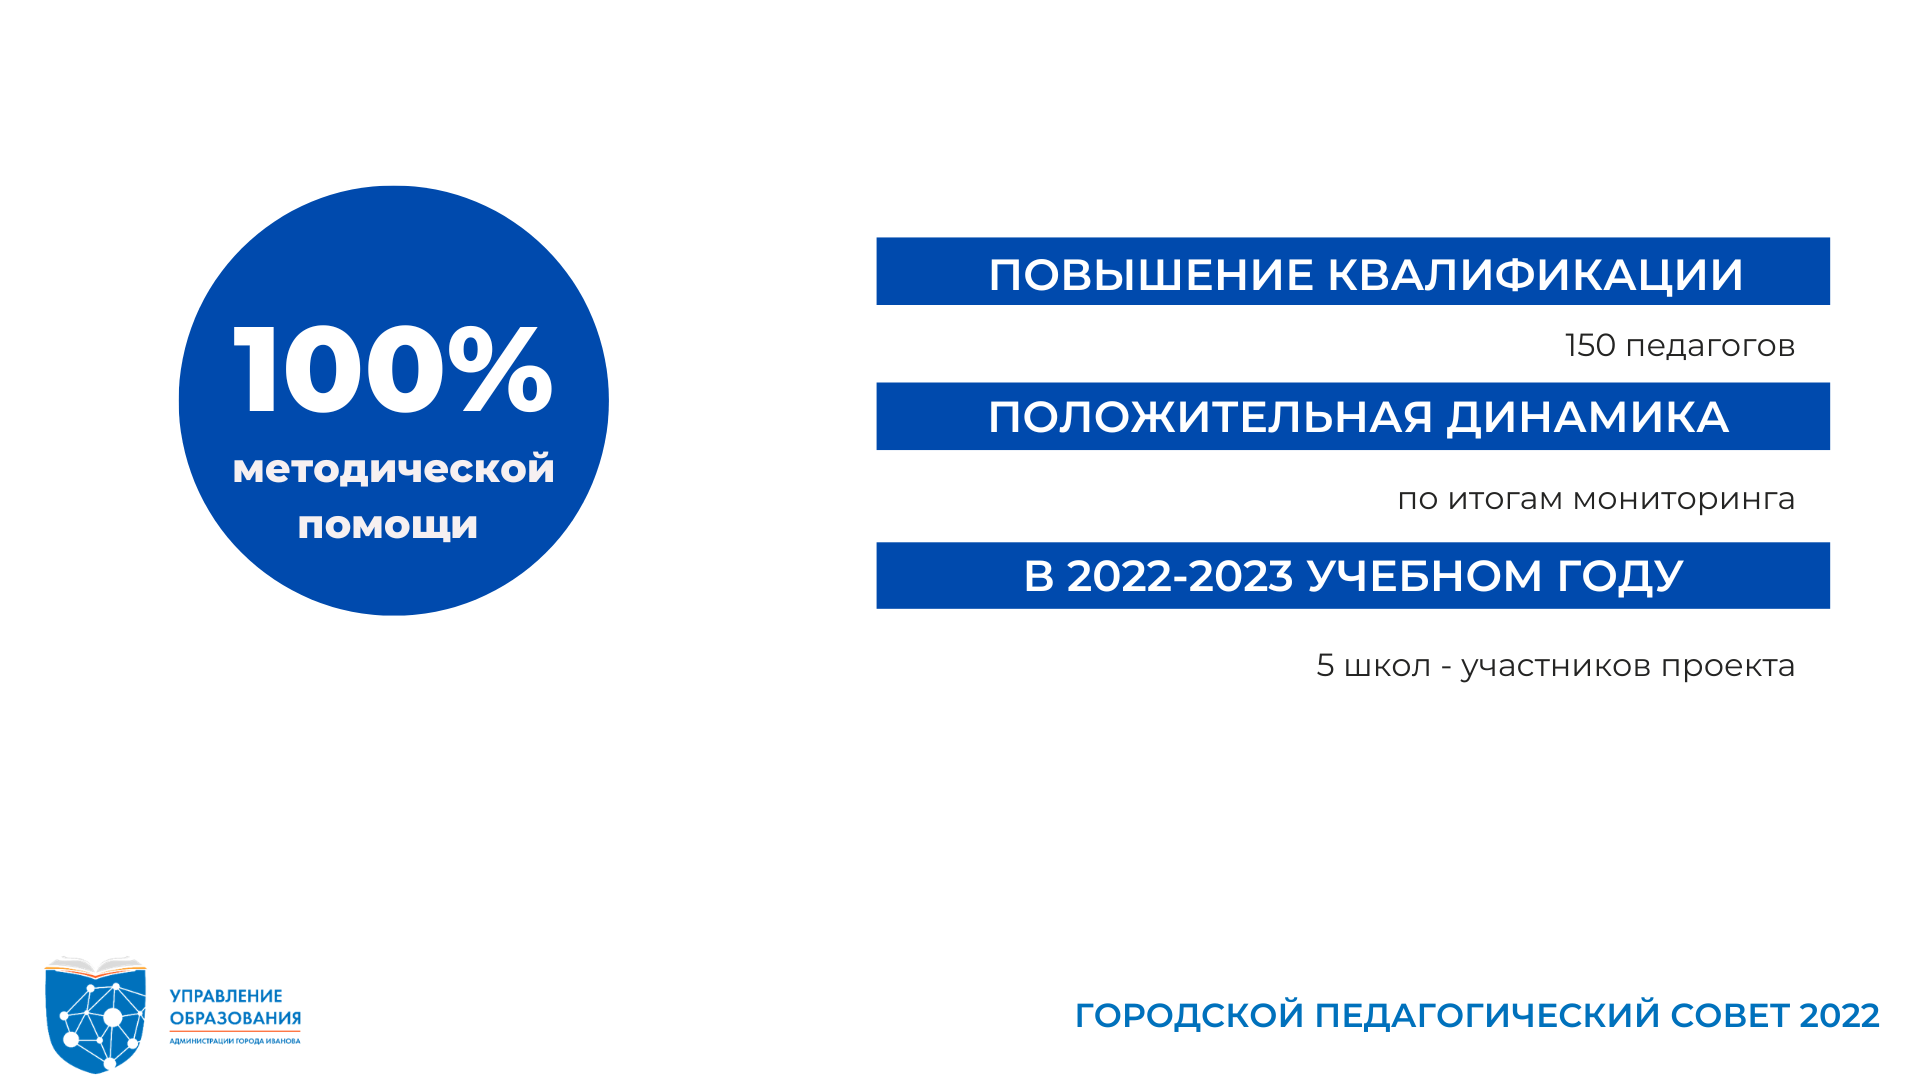 100%
методической
помощи
ПОВЫШЕНИЕ КВАЛИФИКАЦИИ
150 педагогов
ПОЛОЖИТЕЛЬНАЯ ДИНАМИКА
по итогам мониторинга
В 2022-2023 УЧЕБНОМ ГОДУ
5 школ - участников проекта
УПРАВЛЕНИЕ
ОБРАЗОВАНИЯ
АДМИНИСТРАЦИИ ГОРОДА ИВАНОВА
ГОРОДСКОЙ ПЕДАГОГИЧЕСКИЙ СОВЕТ 2022